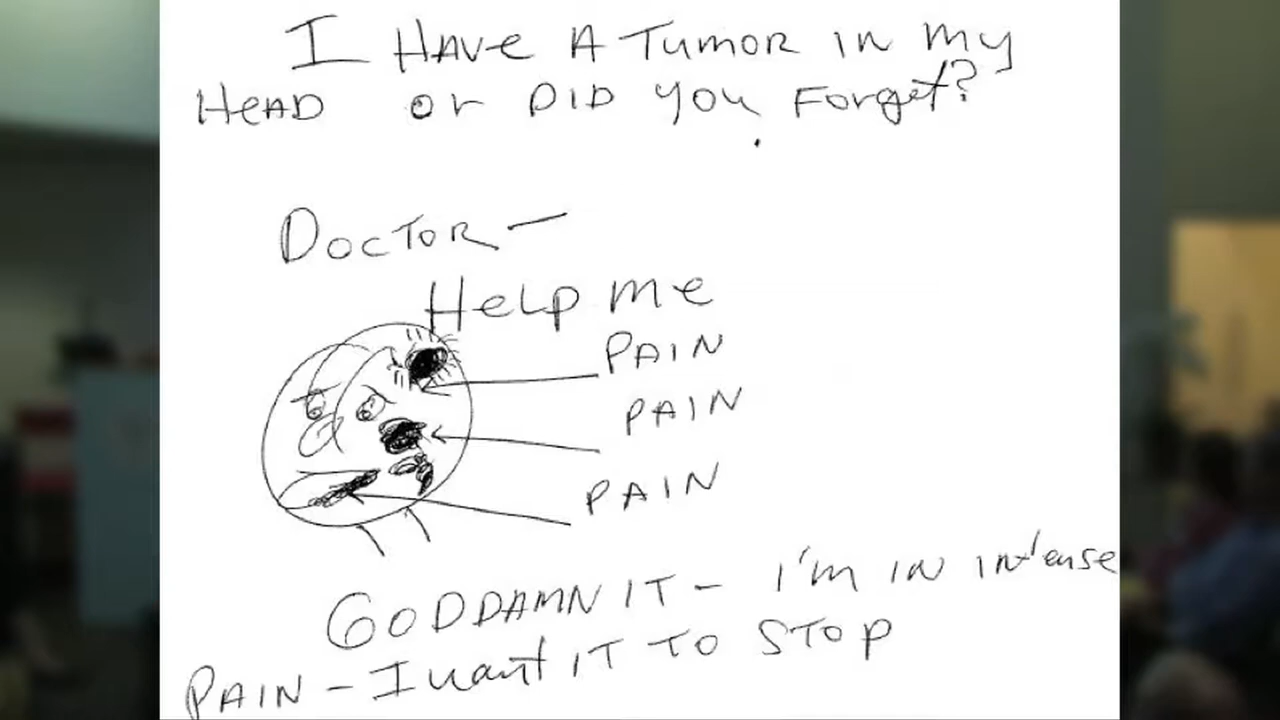 I HAVE A TUMOR IN MY
HEAD or DID YOU FORget?
DOCTOR —
HELP me
PAIN
PAIN
PAIN
GODDAMN IT - I'm IN INtense
PAIN - I want IT TO STOP